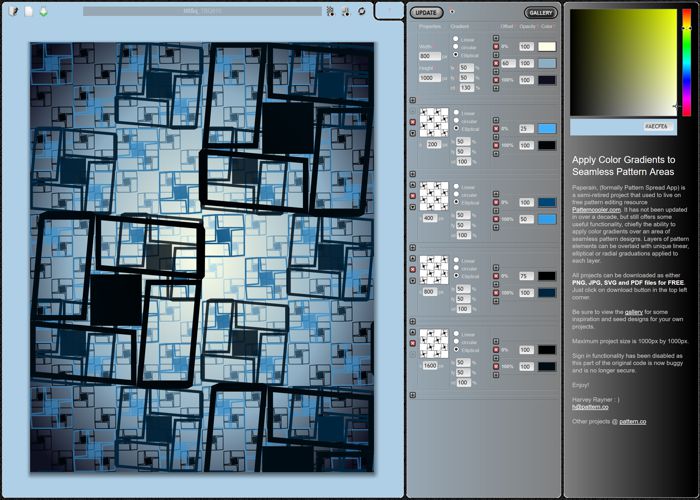 UPDATE
GALLERY
Properties
Gradient
Offset
Opacity
Color
Width
800
Height
1000
Linear
circular
Elliptical
50 %
50 %
130 %
0% 100
60 100
100% 100
200
Linear
circular
Elliptical
50
50
100
0% 25
100% 100
400
Linear
circular
Elliptical
50
50
100
100% 100
100% 50
800
Linear
circular
Elliptical
50
50
100
0% 75
100% 100
1600
Linear
circular
Elliptical
50
50
100
0% 100
100% 100
#AECFE6
Apply Color Gradients to
Seamless Pattern Areas
Paperain, (formally Pattern Spread App) is
a semi-retired project that used to live on
free pattern editing resource
Patterncooler.com. It has not been updated
in over a decade, but still offers some
useful functionality, chiefly the ability to
apply color gradients over an area of
seamless pattern designs. Layers of pattern
elements can be overlaid with unique linear,
elliptical or radial graduations applied to
each layer.
All projects can be downloaded as either
PNG, JPG, SVG and PDF files for FREE.
Just click on download button in the top left
corner.
Be sure to view the gallery for some
inspiration and seed designs for your own
projects.
Maximum project size is 1000px by 1000px.
Sign in functionality has been disabled as
this part of the original code is now buggy
and is no longer secure.
Enjoy!
Harvey Rayner : )
h@pattern.co
Other projects @ pattern.co